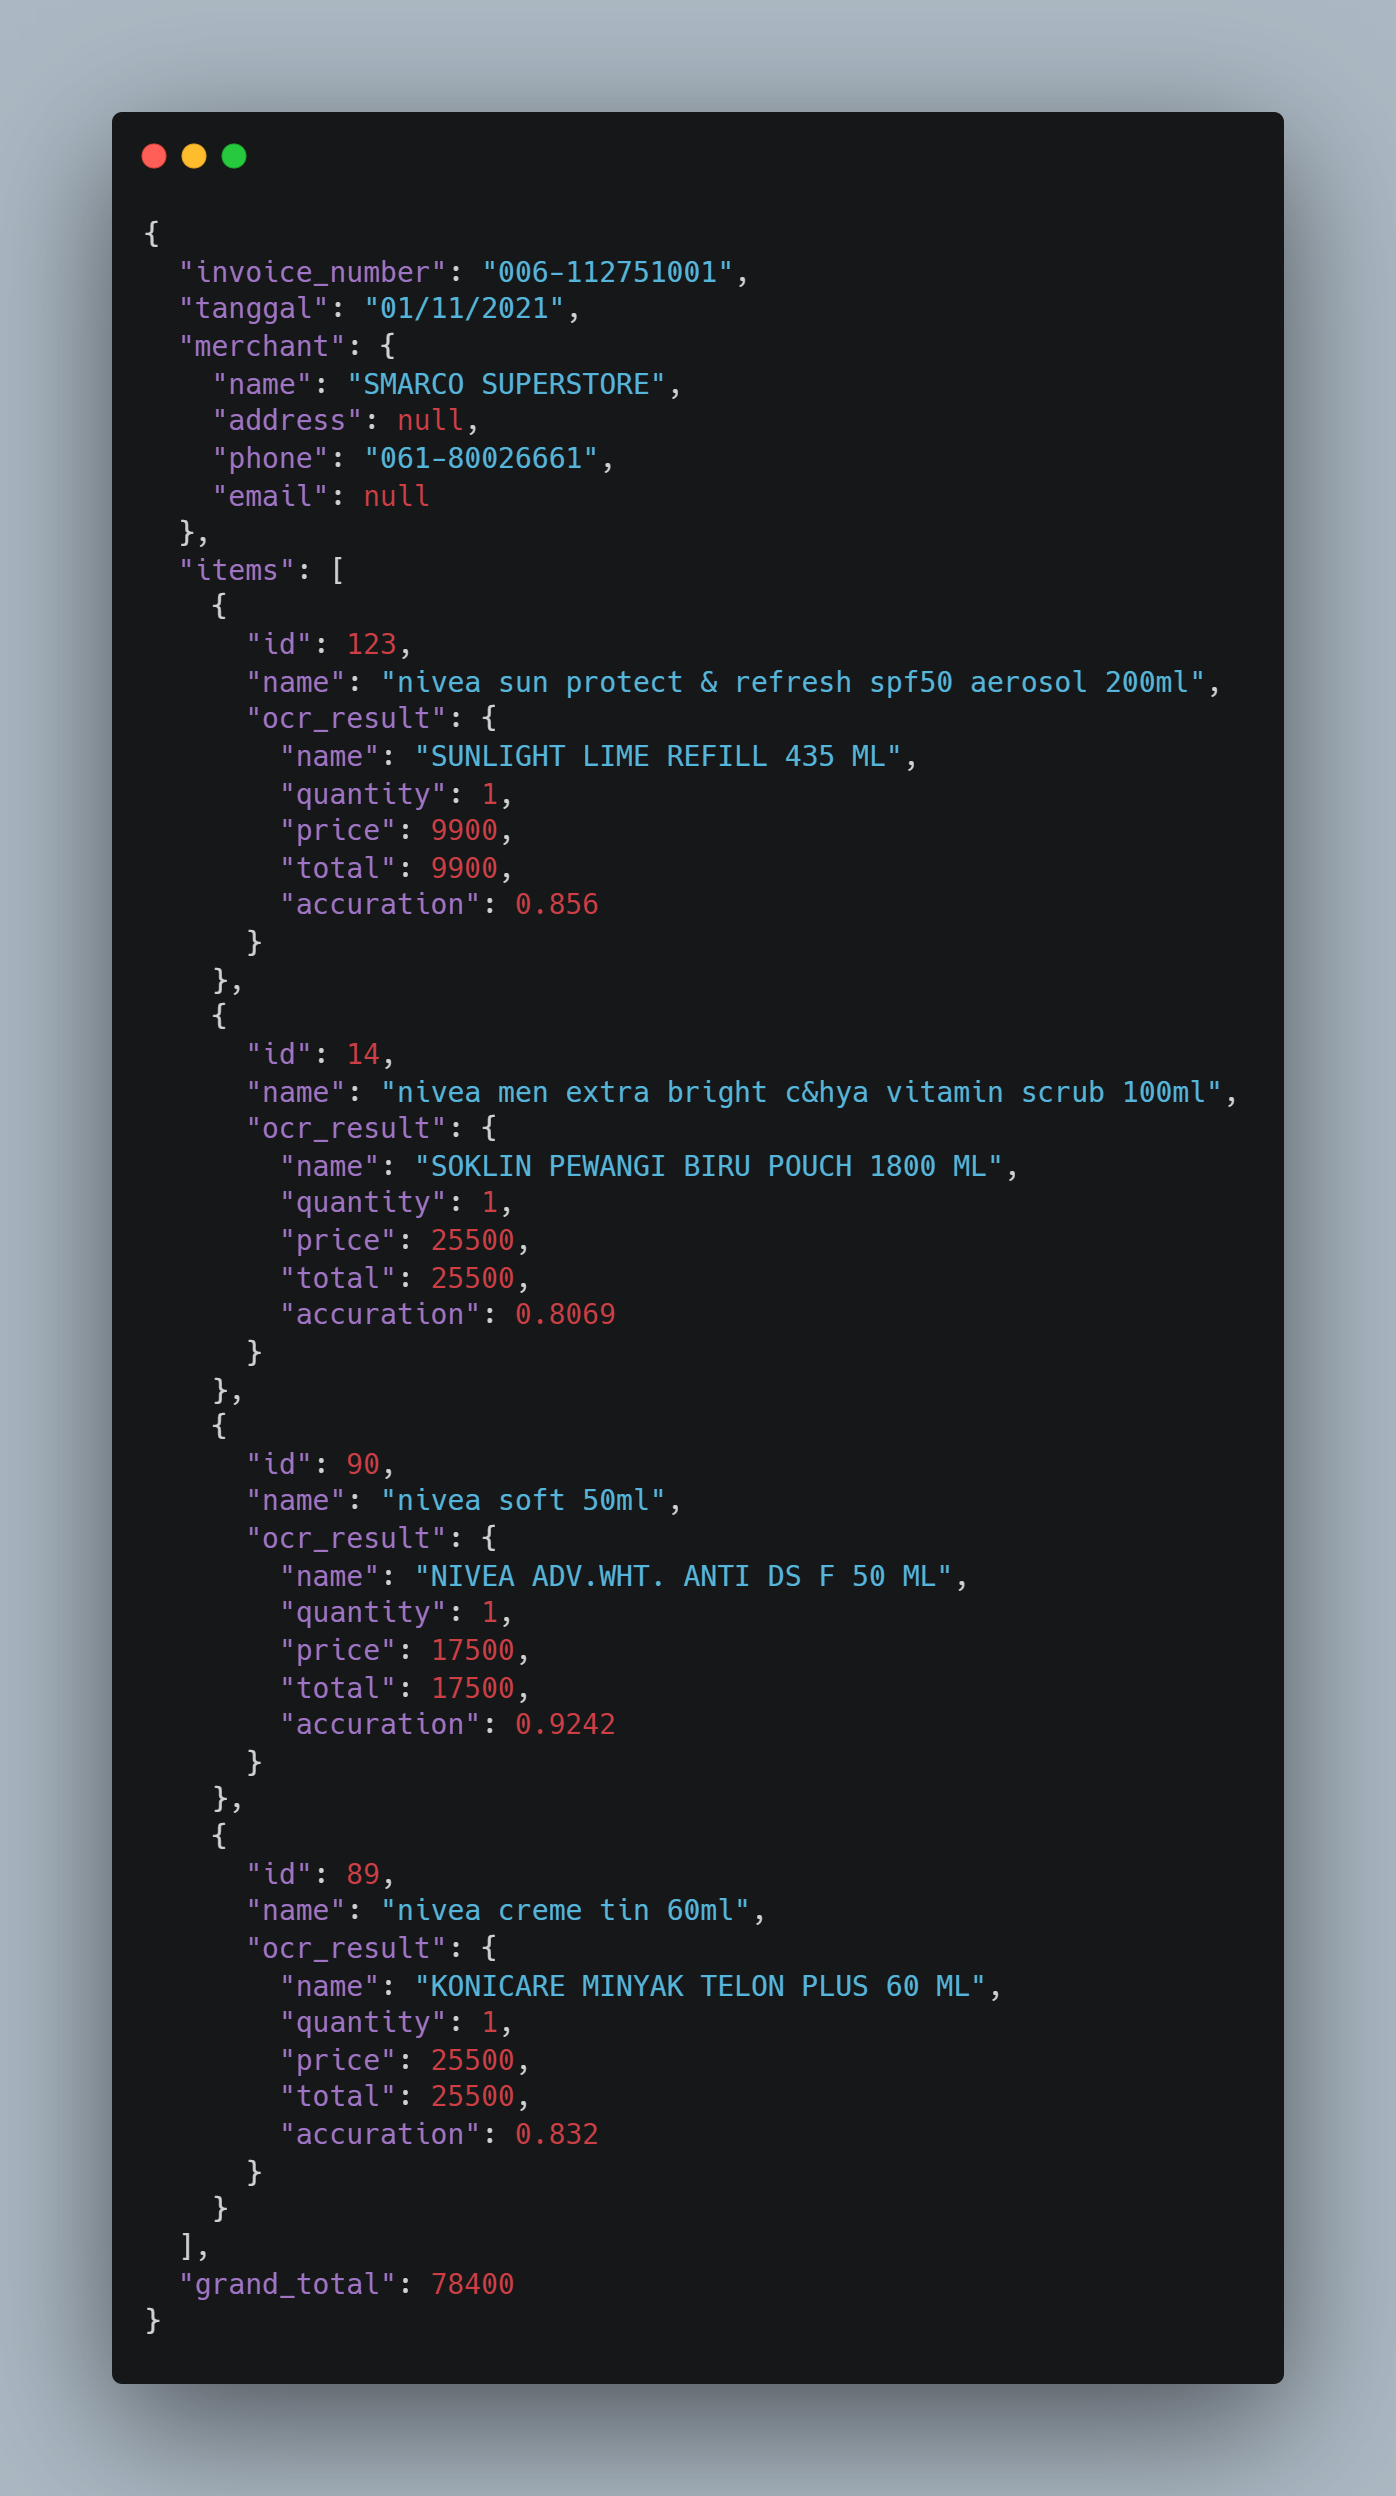 {
  "invoice_number": "006-112751001",
  "tanggal": "01/11/2021",
  "merchant": {
    "name": "SMARCO SUPERSTORE",
    "address": null,
    "phone": "061-80026661",
    "email": null
  },
  "items": [
    {
      "id": 123,
      "name": "nivea sun protect & refresh spf50 aerosol 200ml",
      "ocr_result": {
        "name": "SUNLIGHT LIME REFILL 435 ML",
        "quantity": 1,
        "price": 9900,
        "total": 9900,
        "accuration": 0.856
      }
    },
    {
      "id": 14,
      "name": "nivea men extra bright c&hya vitamin scrub 100ml",
      "ocr_result": {
        "name": "SOKLIN PEWANGI BIRU POUCH 1800 ML",
        "quantity": 1,
        "price": 25500,
        "total": 25500,
        "accuration": 0.8069
      }
    },
    {
      "id": 90,
      "name": "nivea soft 50ml",
      "ocr_result": {
        "name": "NIVEA ADV.WHT. ANTI DS F 50 ML",
        "quantity": 1,
        "price": 17500,
        "total": 17500,
        "accuration": 0.9242
      }
    },
    {
      "id": 89,
      "name": "nivea creme tin 60ml",
      "ocr_result": {
        "name": "KONICARE MINYAK TELON PLUS 60 ML",
        "quantity": 1,
        "price": 25500,
        "total": 25500,
        "accuration": 0.832
      }
    }
  ],
  "grand_total": 78400
}